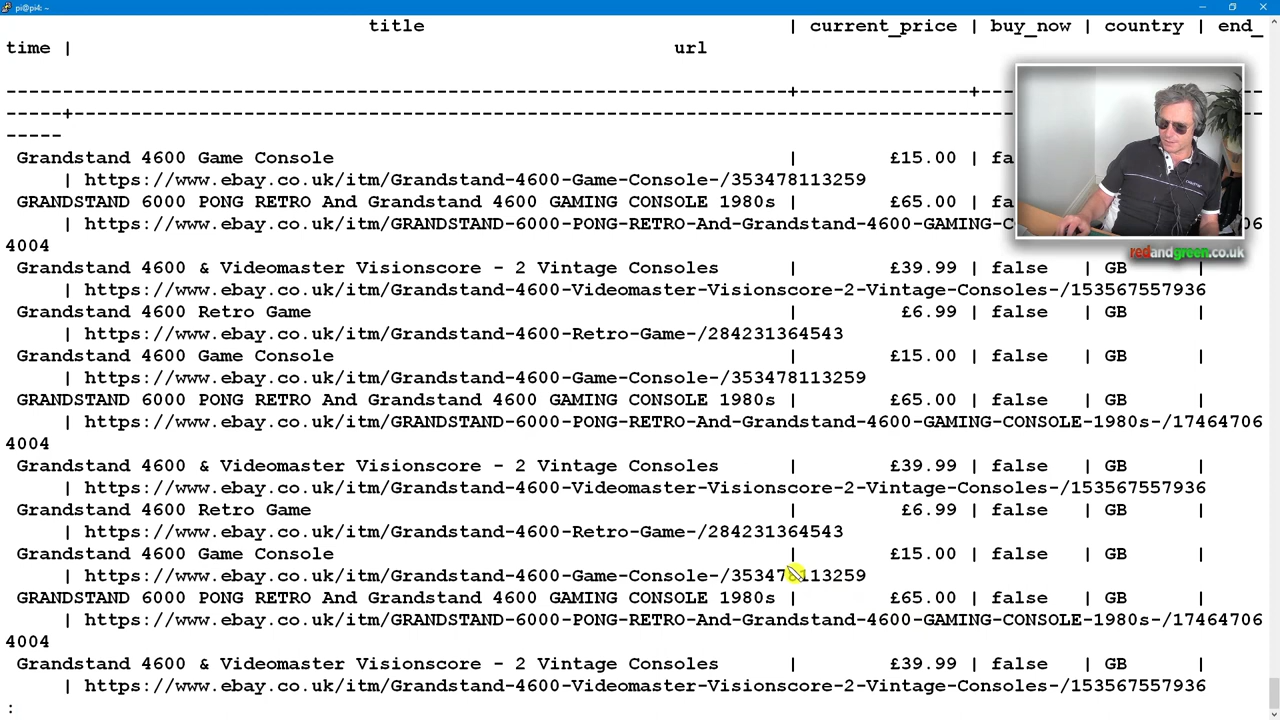 pi@pi4: ~
title | current_price | buy_now | country | end_
time | url
---------------------------------------------------------------------+----------------+---
-----+---------------------------------------------------------------------------------
-----
Grandstand 4600 Game Console | £15.00 | fa
| https://www.ebay.co.uk/itm/Grandstand-4600-Game-Console-/353478113259
GRANDSTAND 6000 PONG RETRO And Grandstand 4600 GAMING CONSOLE 1980s | £65.00 | fa
| https://www.ebay.co.uk/itm/GRANDSTAND-6000-PONG-RETRO-And-Grandstand-4600-GAMING-C 06
4004
redandgreen.co.uk
Grandstand 4600 & Videomaster Visionscore - 2 Vintage Consoles | £39.99 | false | GB |
| https://www.ebay.co.uk/itm/Grandstand-4600-Videomaster-Visionscore-2-Vintage-Consoles-/153567557936
Grandstand 4600 Retro Game | £6.99 | false | GB |
| https://www.ebay.co.uk/itm/Grandstand-4600-Retro-Game-/284231364543
Grandstand 4600 Game Console | £15.00 | false | GB |
| https://www.ebay.co.uk/itm/Grandstand-4600-Game-Console-/353478113259
GRANDSTAND 6000 PONG RETRO And Grandstand 4600 GAMING CONSOLE 1980s | £65.00 | false | GB |
| https://www.ebay.co.uk/itm/GRANDSTAND-6000-PONG-RETRO-And-Grandstand-4600-GAMING-CONSOLE-1980s-/17464706
4004
Grandstand 4600 & Videomaster Visionscore - 2 Vintage Consoles | £39.99 | false | GB |
| https://www.ebay.co.uk/itm/Grandstand-4600-Videomaster-Visionscore-2-Vintage-Consoles-/153567557936
Grandstand 4600 Retro Game | £6.99 | false | GB |
| https://www.ebay.co.uk/itm/Grandstand-4600-Retro-Game-/284231364543
Grandstand 4600 Game Console | £15.00 | false | GB |
| https://www.ebay.co.uk/itm/Grandstand-4600-Game-Console-/353478113259
GRANDSTAND 6000 PONG RETRO And Grandstand 4600 GAMING CONSOLE 1980s | £65.00 | false | GB |
| https://www.ebay.co.uk/itm/GRANDSTAND-6000-PONG-RETRO-And-Grandstand-4600-GAMING-CONSOLE-1980s-/17464706
4004
Grandstand 4600 & Videomaster Visionscore - 2 Vintage Consoles | £39.99 | false | GB |
| https://www.ebay.co.uk/itm/Grandstand-4600-Videomaster-Visionscore-2-Vintage-Consoles-/153567557936
: